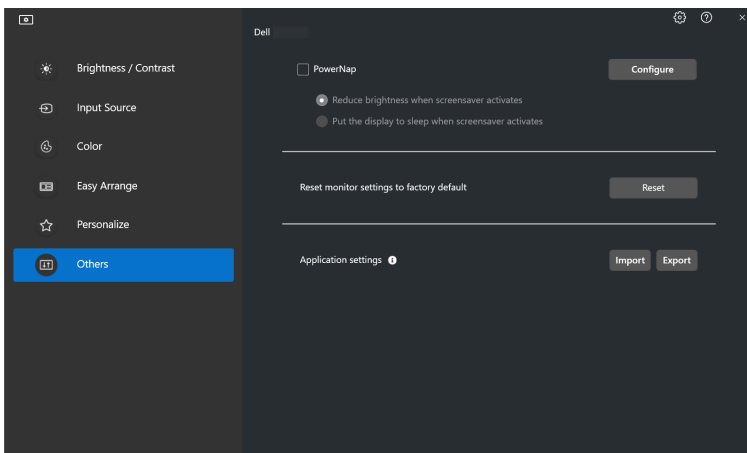 Dell
Brightness / Contrast
Input Source
Color
Easy Arrange
Personalize
Others
PowerNap
Configure
Reduce brightness when screensaver activates
Put the display to sleep when screensaver activates
Reset monitor settings to factory default
Reset
Application settings
Import
Export